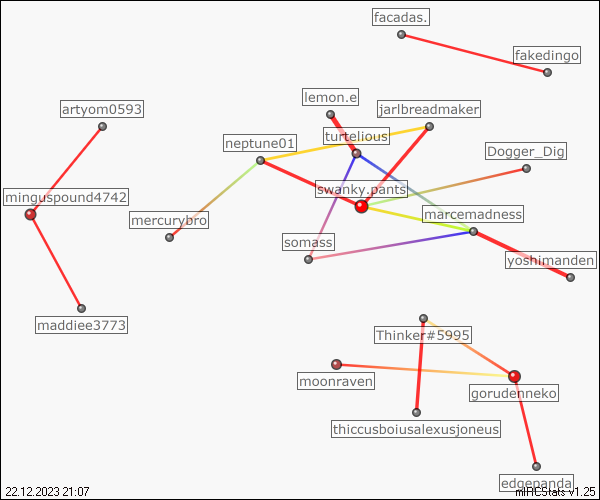 facadas.
fakedingo
lemon.e
artyom0593
jarlbreadmaker
turtelious
neptune01
Dogger_Dig
swanky.pants
minguspound4742
marcemadness
mercurybro
somass
yoshimanden
maddiee3773
Thinker#5995
moonraven
gorudenneko
thiccusboiusalexusjoneus
edgepanda
22.12.2023 21:07
mIRCStats v1.25